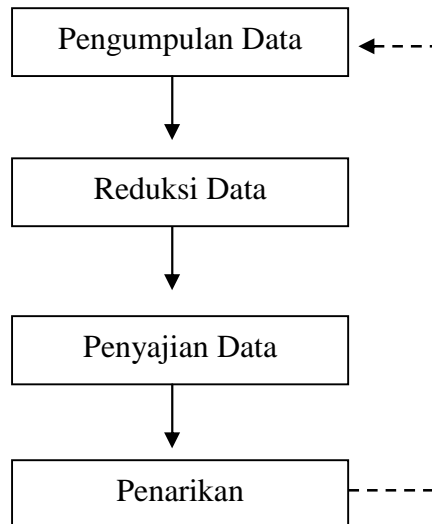 Pengumpulan Data
Reduksi Data
Penyajian Data
Penarikan